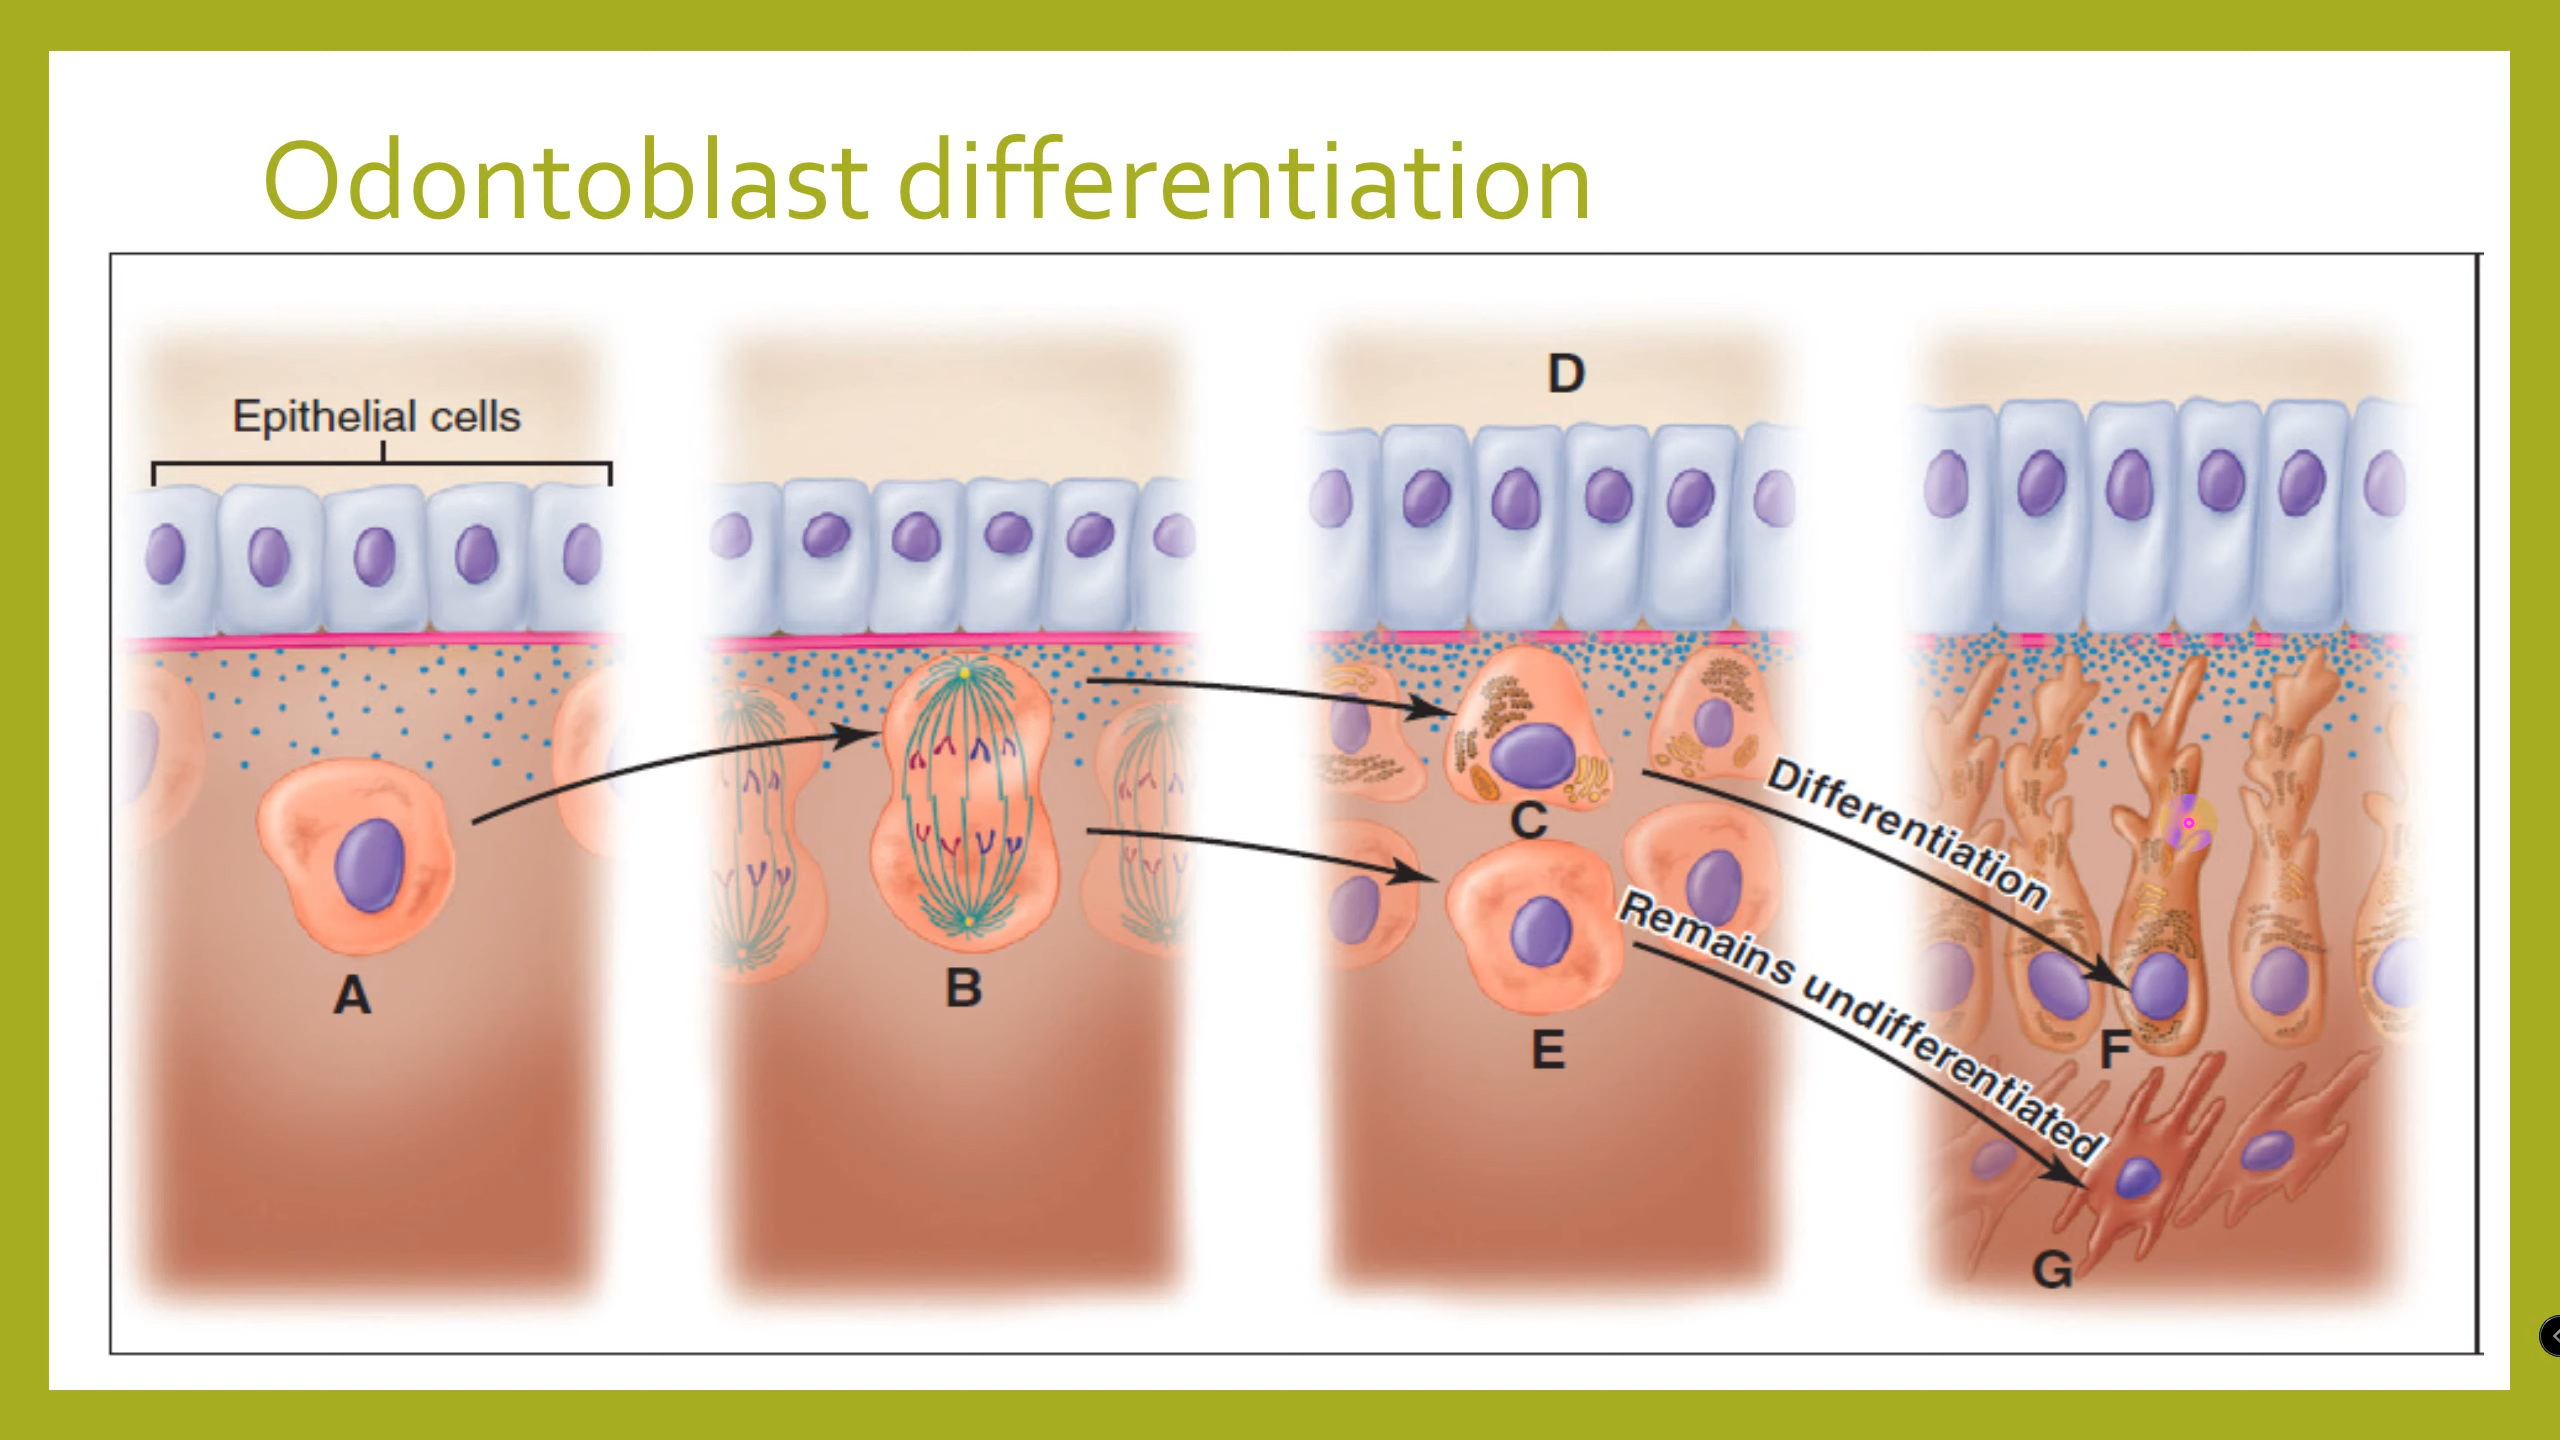 Odontoblast differentiation
Epithelial cells
D
C
Differentiation
Remains undifferentiated
A
B
E
F
G